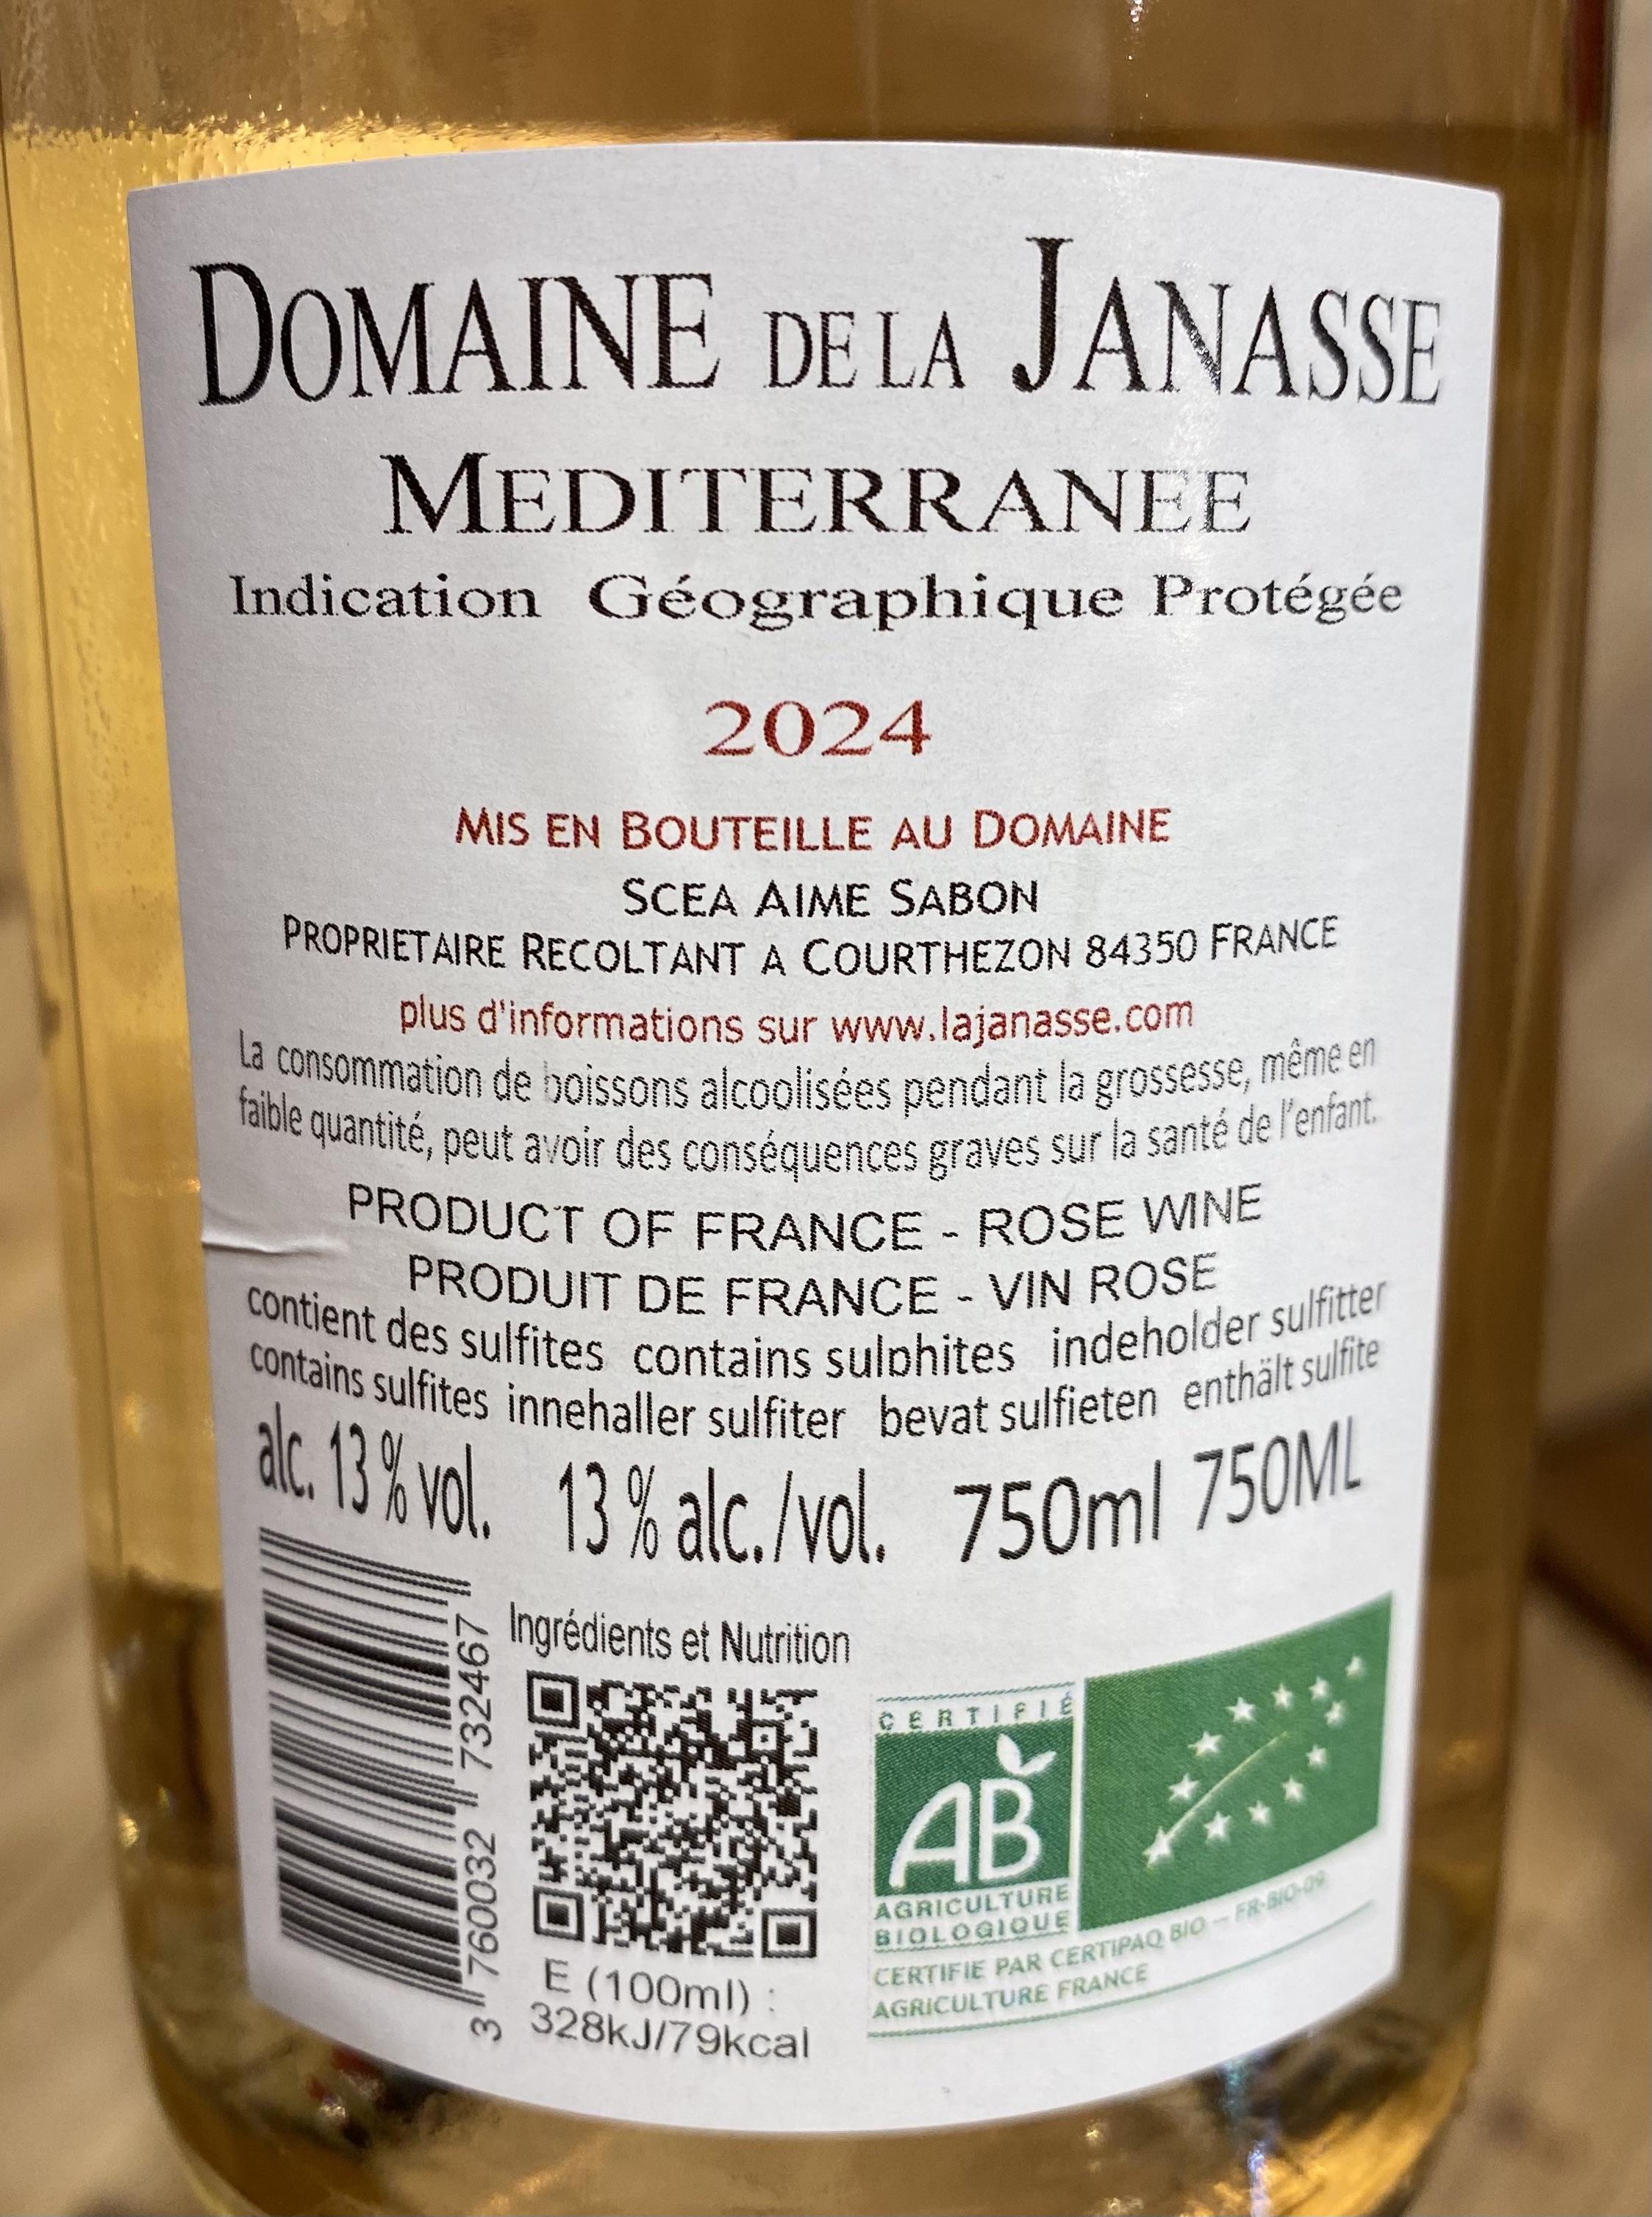 DOMAINE DE LA JANASSE
MEDITERRANEE
Indication Géographique Protégée
2024
MIS EN BOUTEILLE AU DOMAINE
SCEA AIME SABON
PROPRIETAIRE RECOLTANT A COURTHEZON 84350 FRANCE
plus d'informations sur www.lajanasse.com
La consommation de boissons alcoolisées pendant la grossesse, même en
faible quantité, peut avoir des conséquences graves sur la santé de l'enfant.
PRODUCT OF FRANCE - ROSE WINE
PRODUIT DE FRANCE - VIN ROSE
contient des sulfites contains sulphites indeholder sulfitter
contains sulfites innehaller sulfiter bevat sulfieten enthält sulfite
alc. 13 % vol. 13 % alc./vol. 750ml 750ML
3 760032 732467
Ingrédients et Nutrition
E (100ml) :
328kJ/79kcal
CERTIFIÉ
AB
AGRICULTURE
BIOLOGIQUE
CERTIFIE PAR CERTIPAQ BIO – FR-BIO-09
AGRICULTURE FRANCE